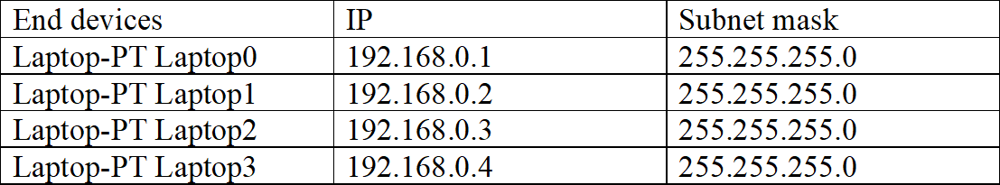 End devices IP Subnet mask
Laptop-PT Laptop0 192.168.0.1 255.255.255.0
Laptop-PT Laptop1 192.168.0.2 255.255.255.0
Laptop-PT Laptop2 192.168.0.3 255.255.255.0
Laptop-PT Laptop3 192.168.0.4 255.255.255.0